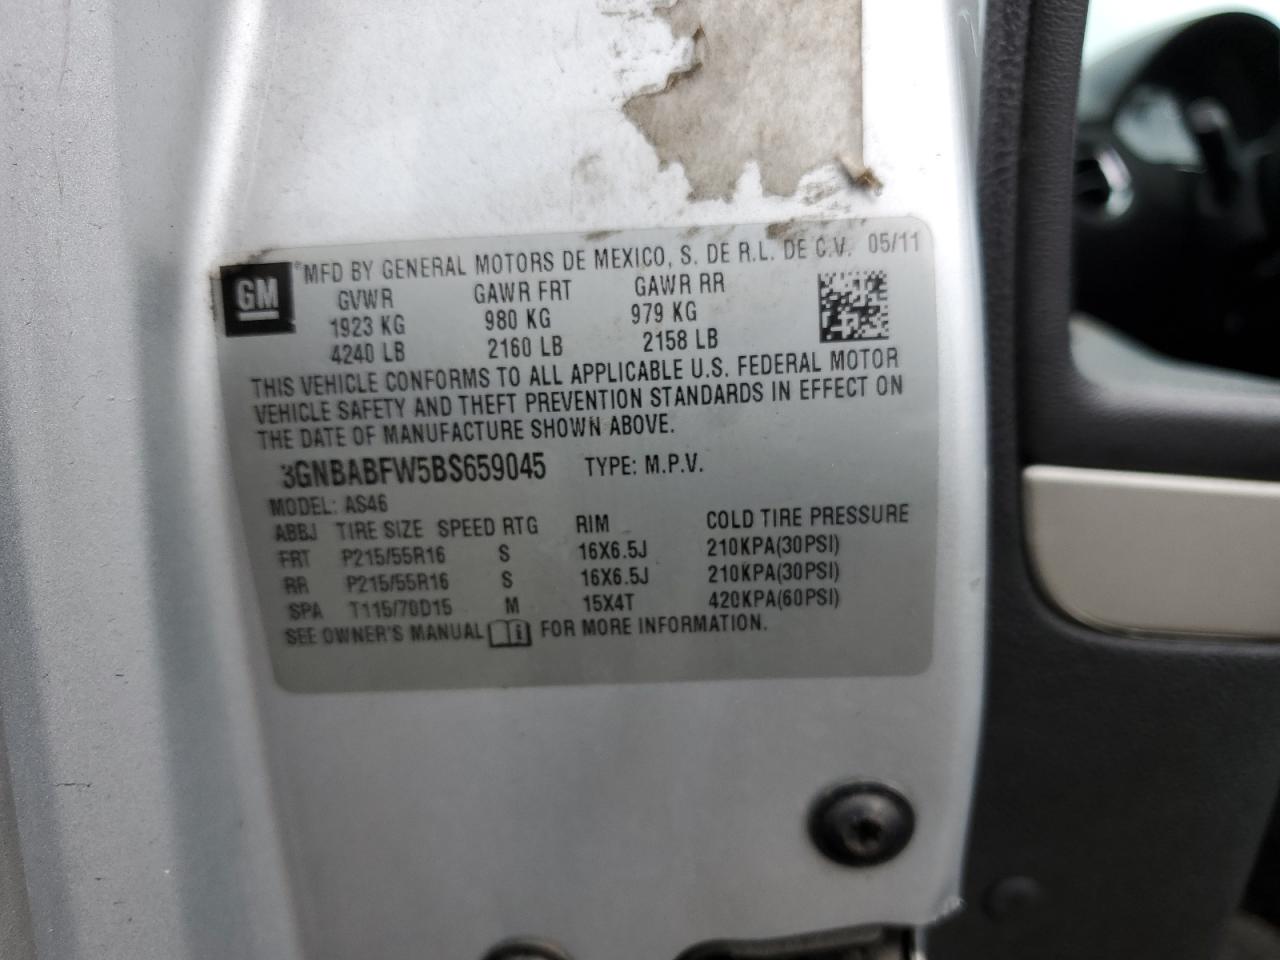 GM ®MFD BY GENERAL MOTORS DE MEXICO, S. DE R.L. DE C.V. 05/11
GVWR GAWR FRT GAWR RR
1923 KG 980 KG 979 KG
4240 LB 2160 LB 2158 LB
THIS VEHICLE CONFORMS TO ALL APPLICABLE U.S. FEDERAL MOTOR
VEHICLE SAFETY AND THEFT PREVENTION STANDARDS IN EFFECT ON
THE DATE OF MANUFACTURE SHOWN ABOVE.
3GNBABFW5BS659045 TYPE: M.P.V.
MODEL: AS46
ABBJ TIRE SIZE SPEED RTG RIM COLD TIRE PRESSURE
FRT P215/55R16 S 16X6.5J 210KPA(30PSI)
RR P215/55R16 S 16X6.5J 210KPA(30PSI)
SPA T115/70D15 M 15X4T 420KPA(60PSI)
SEE OWNER'S MANUAL FOR MORE INFORMATION.